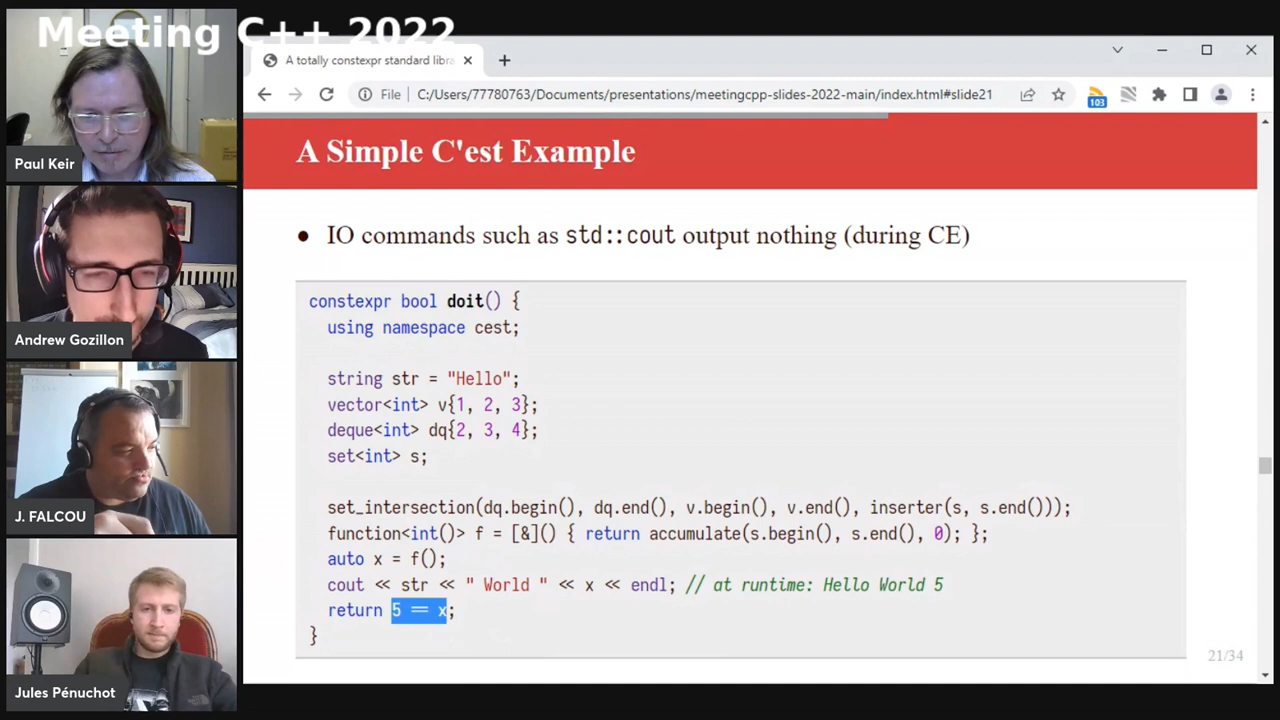 Meeting C++ 2022
Paul Keir
Andrew Gozillon
J. FALCOU
Jules Pénuchot
A totally constexpr standard libra
File
C:/Users/77780763/Documents/presentations/meetingcpp-slides-2022-main/index.html#slide21
103
A Simple C'est Example
● IO commands such as std::cout output nothing (during CE)
constexpr bool doit() {
using namespace cest;
string str = "Hello";
vector<int> v{1, 2, 3};
deque<int> dq{2, 3, 4};
set<int> s;
set_intersection(dq.begin(), dq.end(), v.begin(), v.end(), inserter(s, s.end()));
function<int()> f = [&]() { return accumulate(s.begin(), s.end(), 0); };
auto x = f();
cout << str << " World " << x << endl; // at runtime: Hello World 5
return 5 == x;
}
21/34